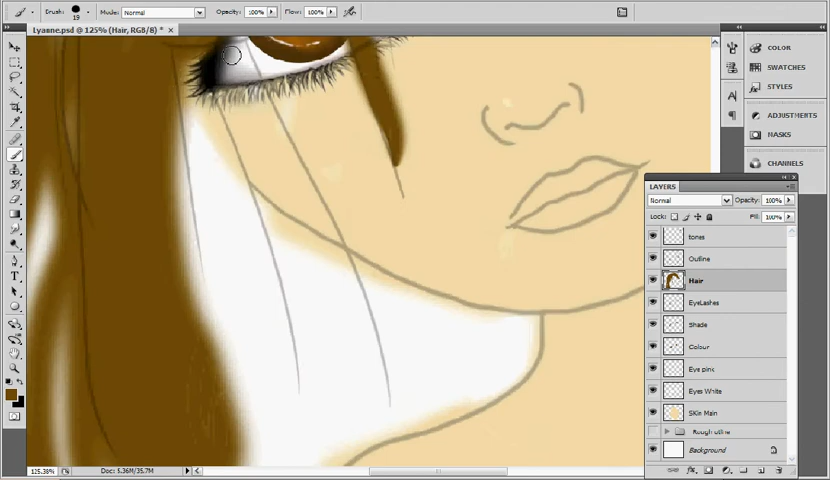 Brush: 19 Mode: Normal Opacity: 100% Flow: 100%
Lyanne.psd @ 125% (Hair, RGB/8) * x
COLOR
SWATCHES
STYLES
ADJUSTMENTS
MASKS
CHANNELS
LAYERS
Normal Opacity: 100%
Lock: Fill: 100%
tones
Outline
Hair
EyeLashes
Shade
Colour
Eye pink
Eyes White
SKin Main
Rough outline
Background
125.38% Doc: 5.36M/35.7M